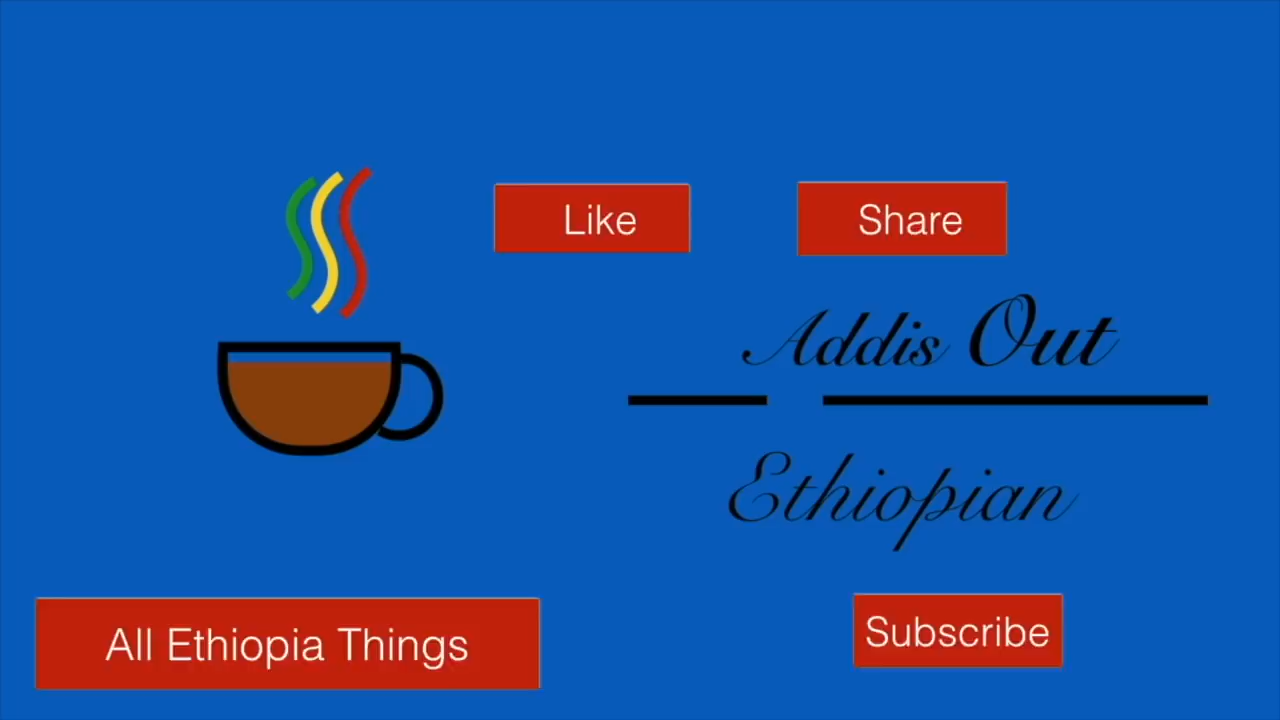 Like
Share
Addis Out
Ethiopian
All Ethiopia Things
Subscribe